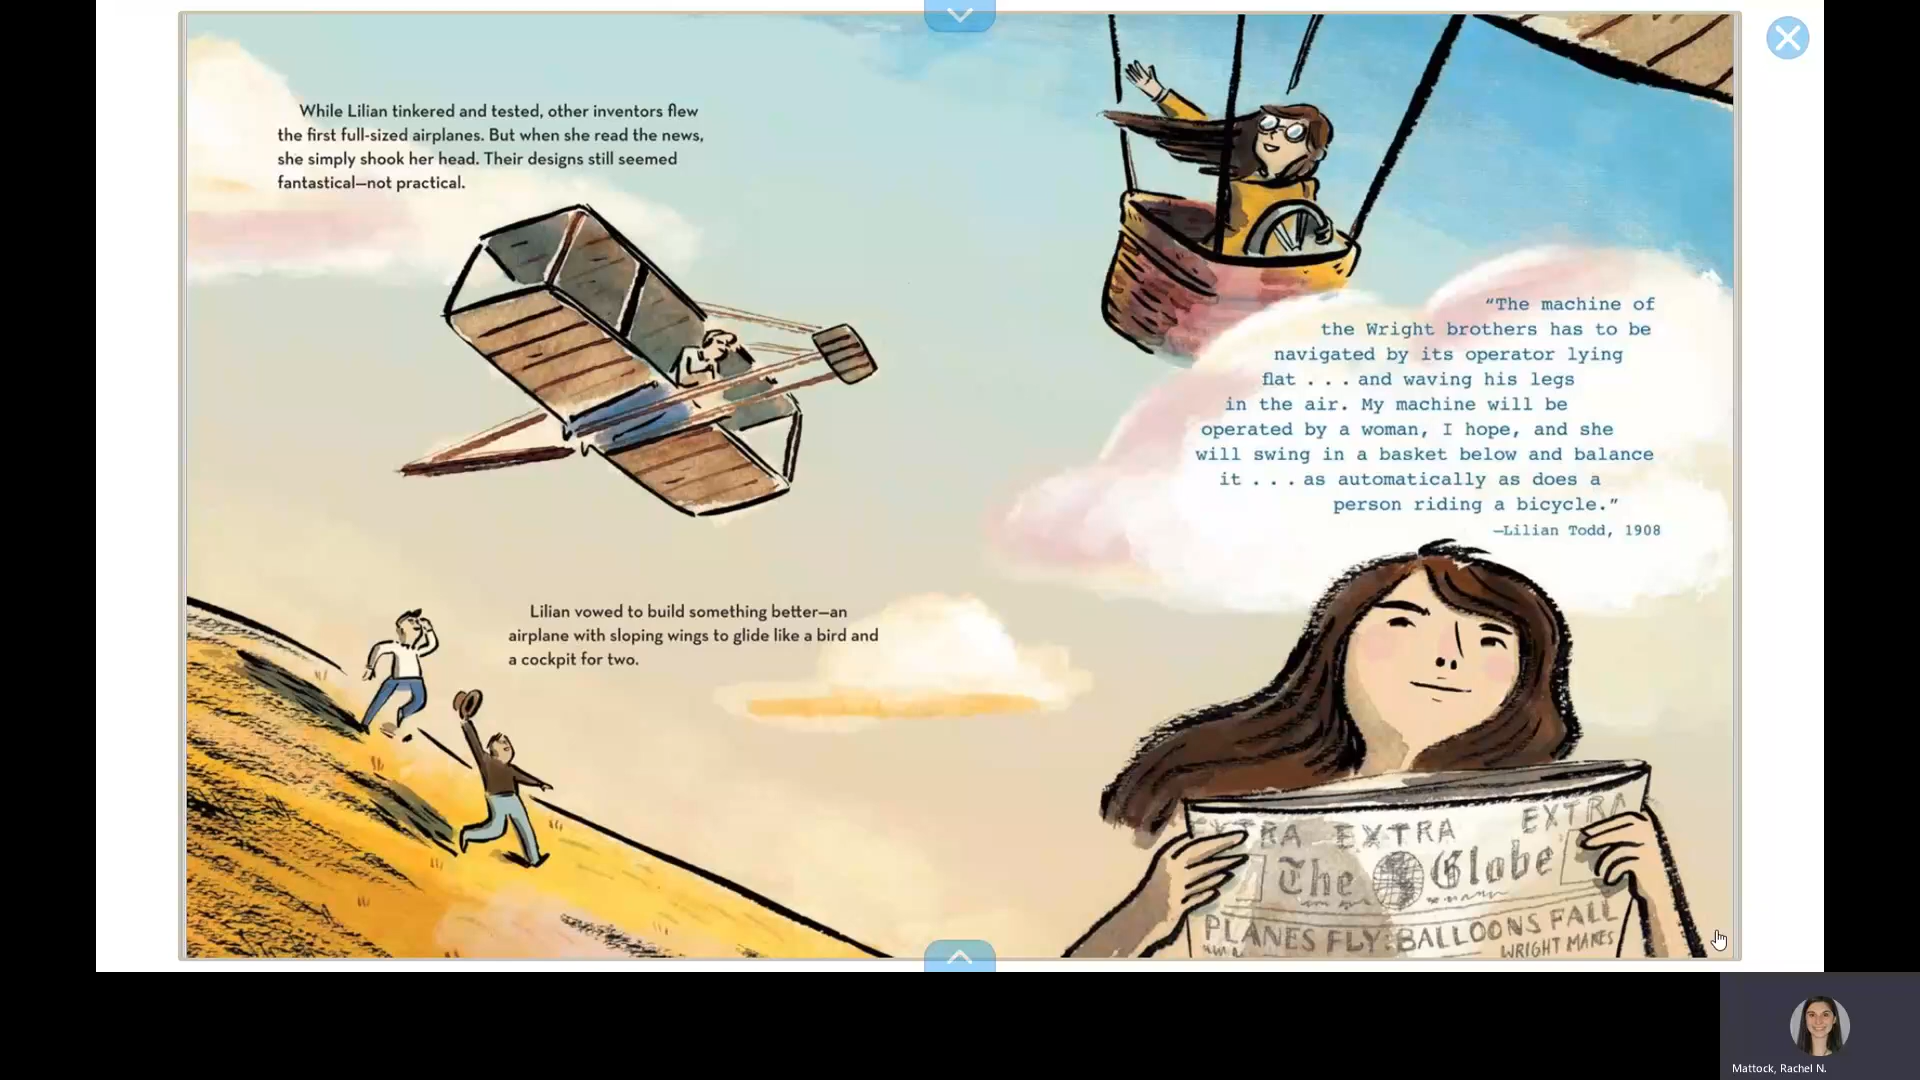 While Lilian tinkered and tested, other inventors flew
the first full-sized airplanes. But when she read the news,
she simply shook her head. Their designs still seemed
fantastical—not practical.
“The machine of
the Wright brothers has to be
navigated by its operator lying
flat . . . and waving his legs
in the air. My machine will be
operated by a woman, I hope, and she
will swing in a basket below and balance
it . . . as automatically as does a
person riding a bicycle.”
—Lilian Todd, 1908
Lilian vowed to build something better—an
airplane with sloping wings to glide like a bird and
a cockpit for two.
EXTRA EXTRA EXTRA
The Globe
PLANES FLY: BALLOONS FALL
WRIGHT MAKES
Mattock, Rachel N.